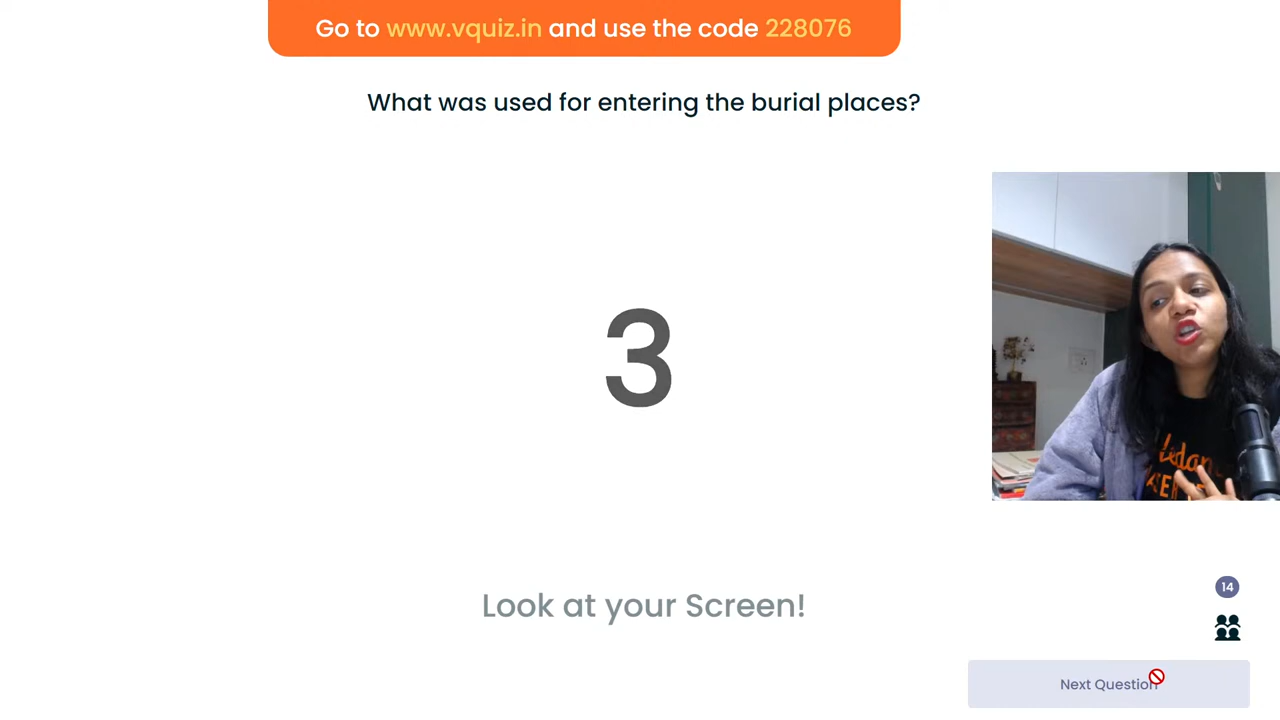 Go to www.vquiz.in and use the code 228076
What was used for entering the burial places?
3
Look at your Screen!
14
Next Question